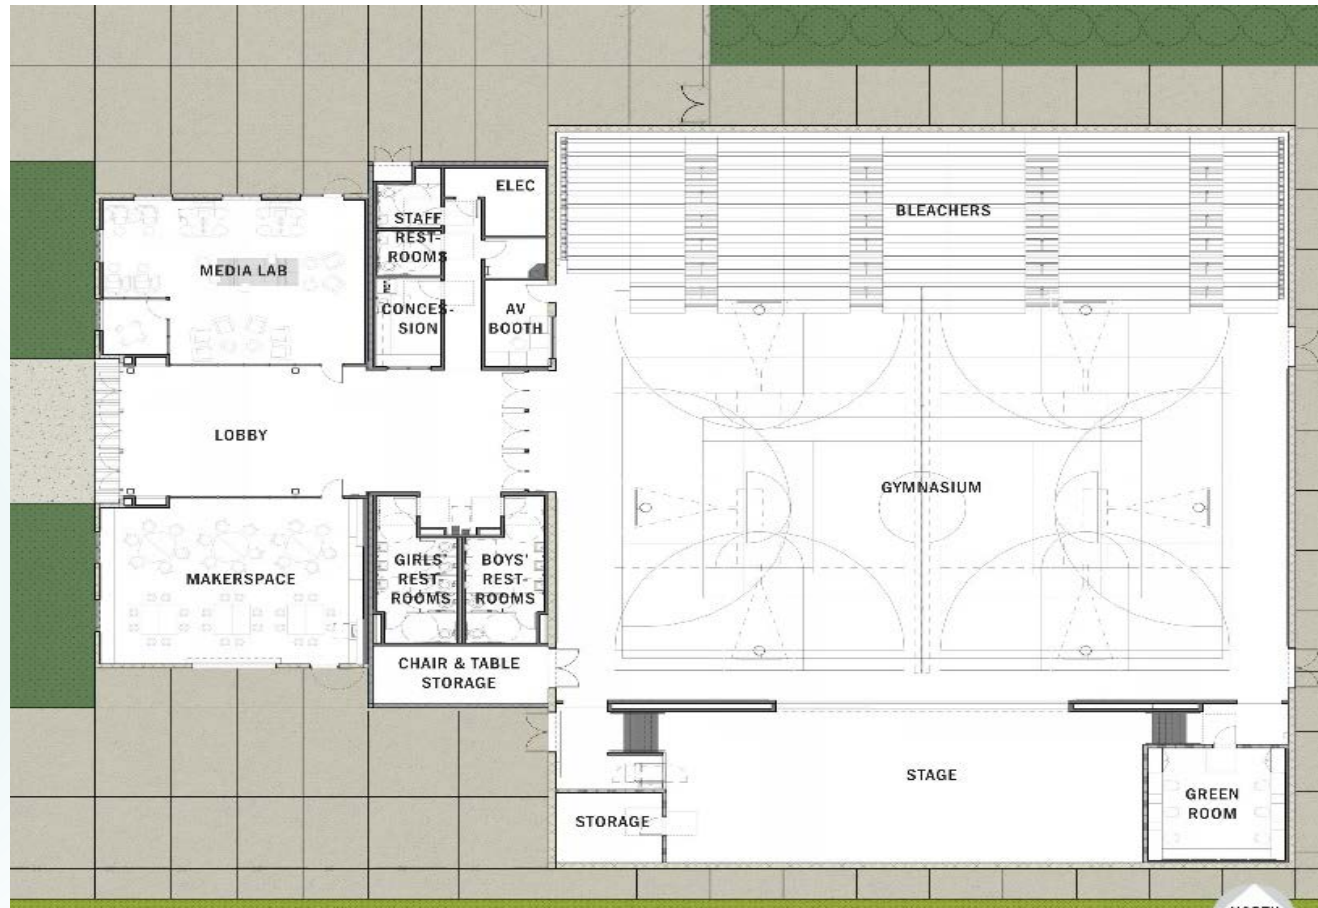 ELEC
STAFF
REST-
ROOMS
BLEACHERS
MEDIA LAB
CONCES-
SION
AV
BOOTH
LOBBY
GYMNASIUM
MAKERSPACE
GIRLS'
REST-
ROOMS
BOYS'
REST-
ROOMS
CHAIR & TABLE
STORAGE
STAGE
GREEN
ROOM
STORAGE
NORTH